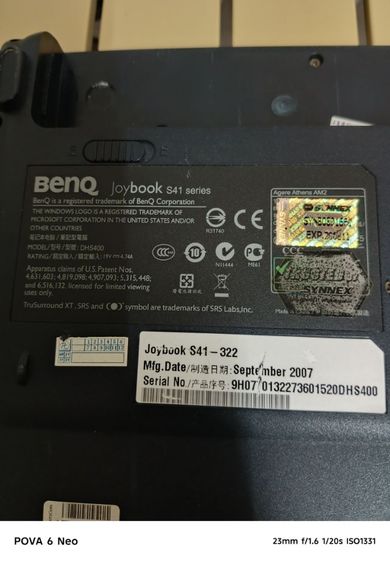 BenQ Joybook S41 series
BenQ is a registered trademark of BenQ Corporation
THE WINDOWS LOGO IS A REGISTERED TRADEMARK OF
MICROSOFT CORPORATION IN THE UNITED STATES AND/OR
OTHER COUNTRIES
MODEL/型号/型號: DHS400
RATING/額定輸入/额定输入: 19V 4.74A
Apparatus claims of U.S. Patent Nos.
4,631,603; 4,819,098; 4,907,093; 5,315,448;
and 6,516,132, licensed for limited viewing
uses only.
TruSurround XT, SRS and symbol are trademarks of SRS Labs,inc.
R31760
N11444
ME61
Agere Athens AM2
SYNNEX
SYNNEX
Joybook S41-322
Mfg.Date/制造日期: September 2007
Serial No./产品序号: 9H07 0132273601520DHS400
POVA 6 Neo
23mm f/1.6 1/20s ISO1331